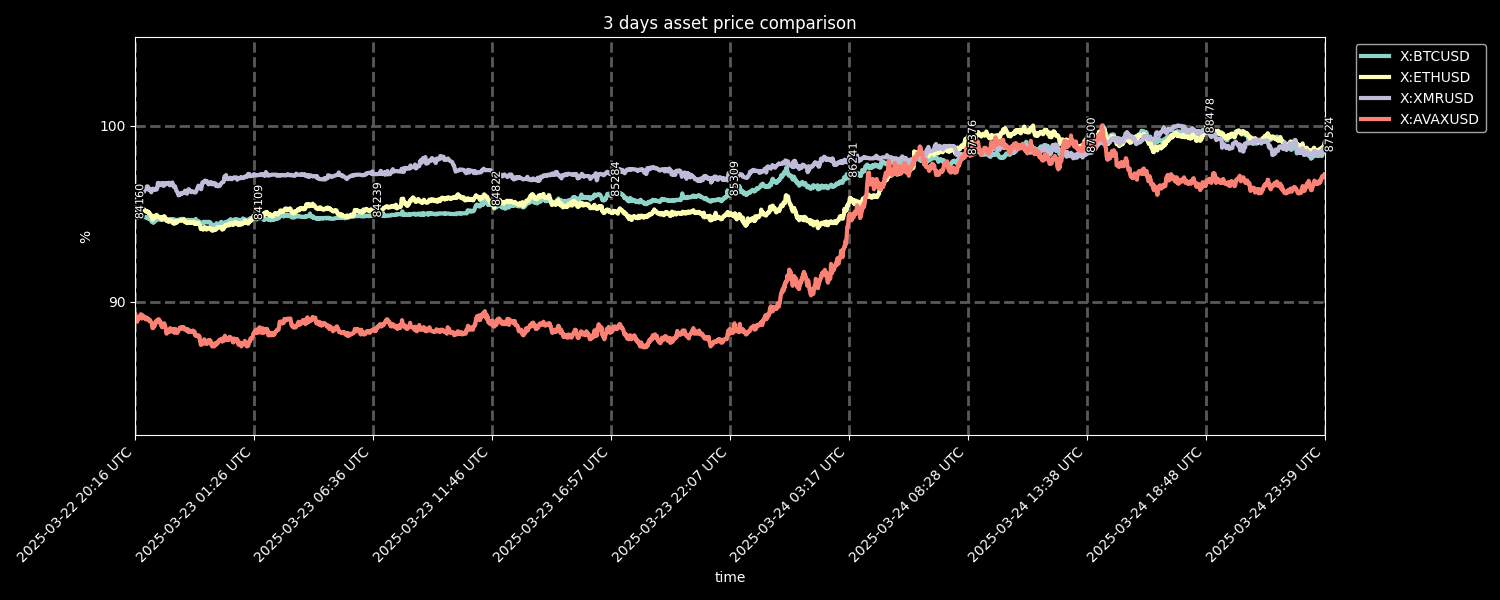 3 days asset price comparison
X:BTCUSD
X:ETHUSD
X:XMRUSD
X:AVAXUSD
100
90
%
84160
84109
84239
84822
85284
85309
86241
87376
87500
88478
87524
2025-03-22 20:16 UTC
2025-03-23 01:26 UTC
2025-03-23 06:36 UTC
2025-03-23 11:46 UTC
2025-03-23 16:57 UTC
2025-03-23 22:07 UTC
2025-03-24 03:17 UTC
2025-03-24 08:28 UTC
2025-03-24 13:38 UTC
2025-03-24 18:48 UTC
2025-03-24 23:59 UTC
time